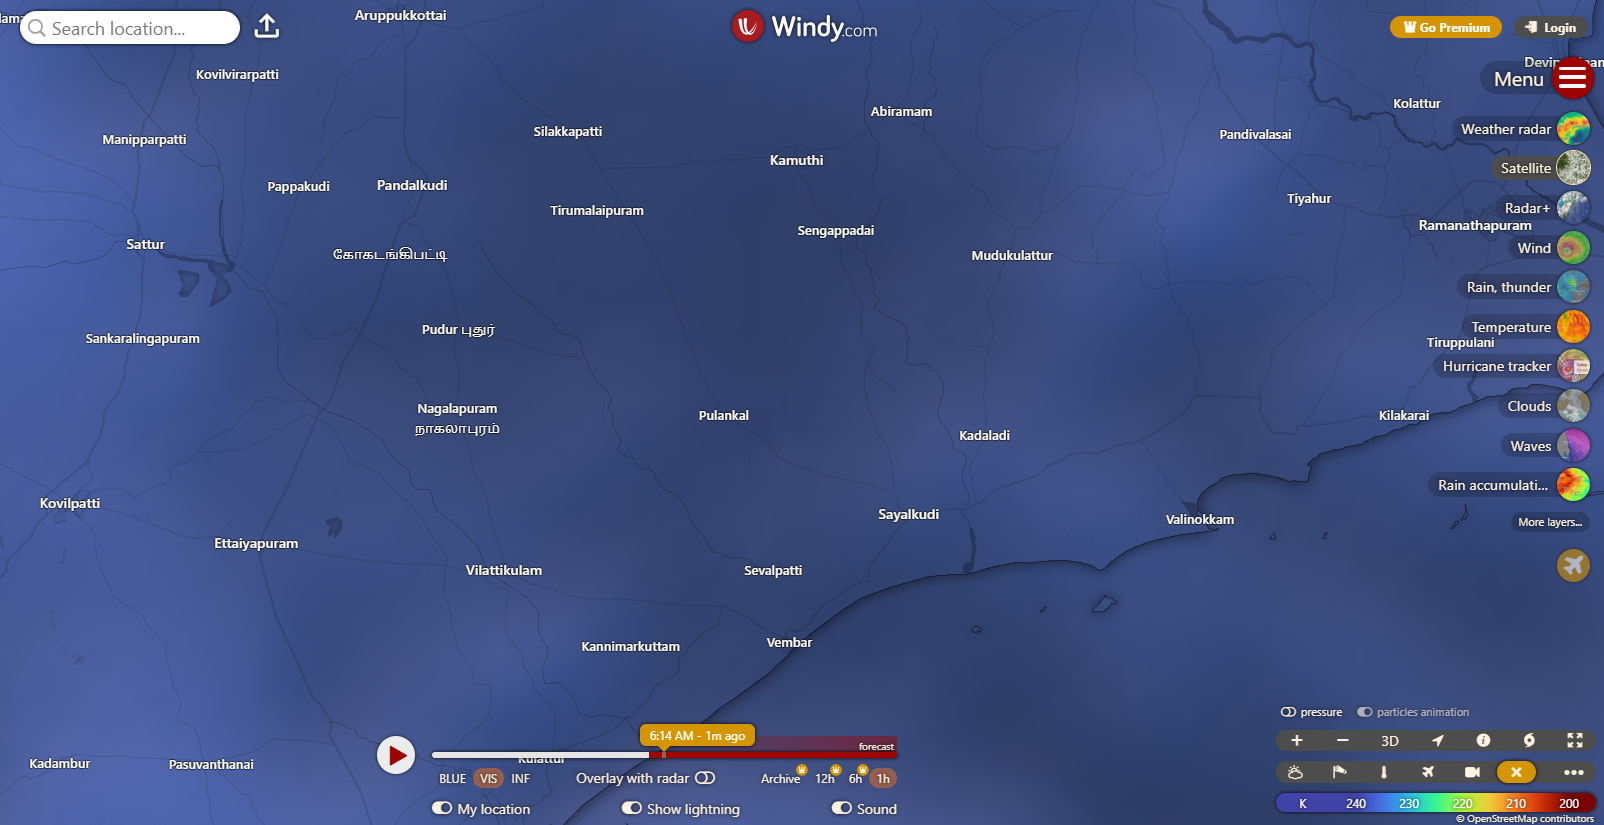 Aruppukkottai
Search location...
Windy.com
Go Premium
Login
Kovilvirarpatti
Menu
Kolattur
Abiramam
Manipparpatti
Silakkapatti
Pandivalasai
Weather radar
Kamuthi
Satellite
Pappakudi
Pandalkudi
Tirumalaipuram
Tiyahur
Radar+
Ramanathapuram
Sattur
Sengappadai
Wind
கோகடங்கிபட்டி
Mudukulattur
Rain, thunder
Pudur புதூர்
Temperature
Sankaralingapuram
Tiruppulani
Hurricane tracker
Nagalapuram
நாகலாபுரம்
Pulankal
Kadaladi
Clouds
Kilakarai
Waves
Rain accumulati...
Kovilpatti
Sayalkudi
Valinokkam
More layers...
Ettaiyapuram
Vilattikulam
Sevalpatti
Kannimarkuttam
Vembar
pressure
particles animation
6:14 AM - 1m ago
forecast
3D
Kadambur
Pasuvanthanai
Kulattur
BLUE VIS INF
Overlay with radar
Archive 12h 6h 1h
My location
Show lightning
Sound
K 240 230 220 210 200
© OpenStreetMap contributors